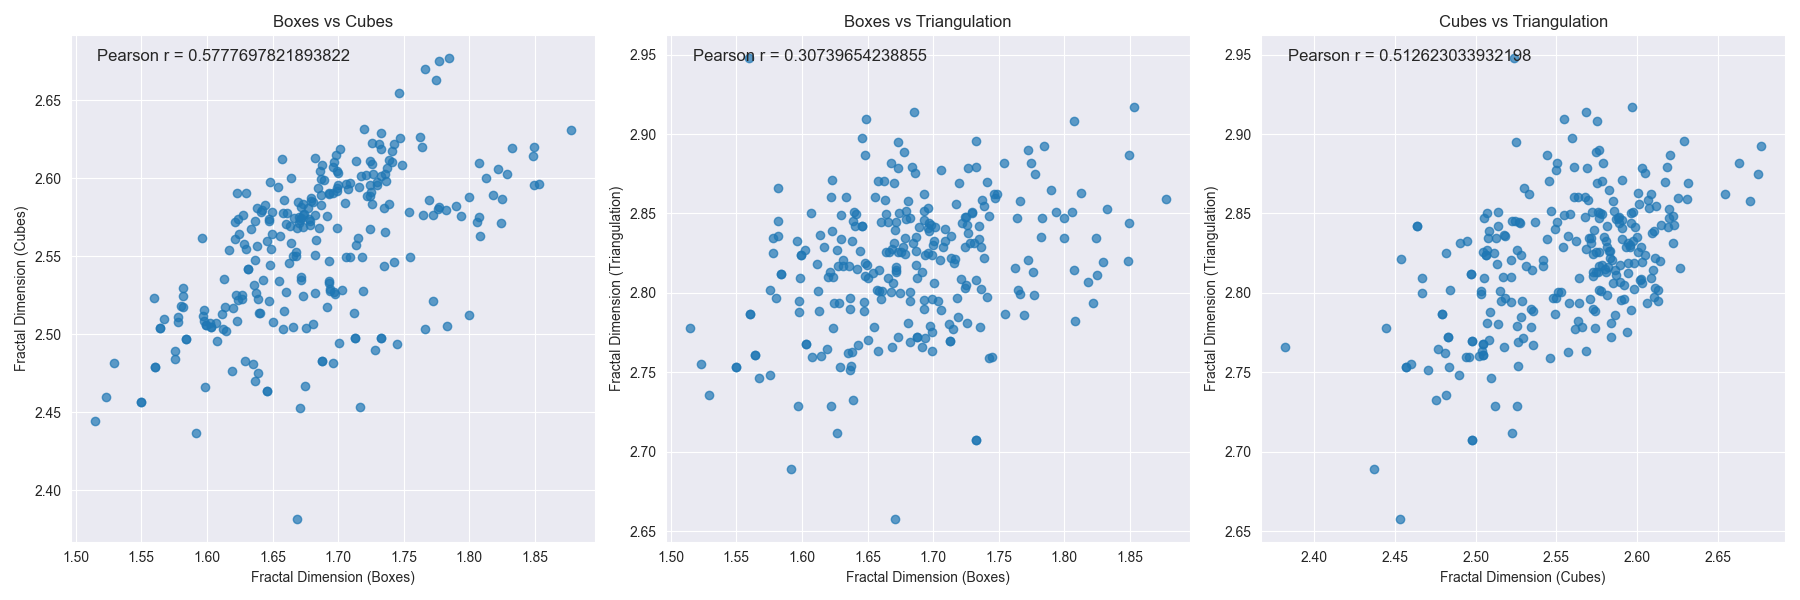 Boxes vs Cubes
Pearson r = 0.5777697821893822
2.65
2.60
2.55
2.50
2.45
2.40
Fractal Dimension (Cubes)
1.50 1.55 1.60 1.65 1.70 1.75 1.80 1.85
Fractal Dimension (Boxes)
Boxes vs Triangulation
Pearson r = 0.30739654238855
2.95
2.90
2.85
2.80
2.75
2.70
2.65
Fractal Dimension (Triangulation)
1.50 1.55 1.60 1.65 1.70 1.75 1.80 1.85
Fractal Dimension (Boxes)
Cubes vs Triangulation
Pearson r = 0.512623033932198
2.95
2.90
2.85
2.80
2.75
2.70
2.65
Fractal Dimension (Triangulation)
2.40 2.45 2.50 2.55 2.60 2.65
Fractal Dimension (Cubes)